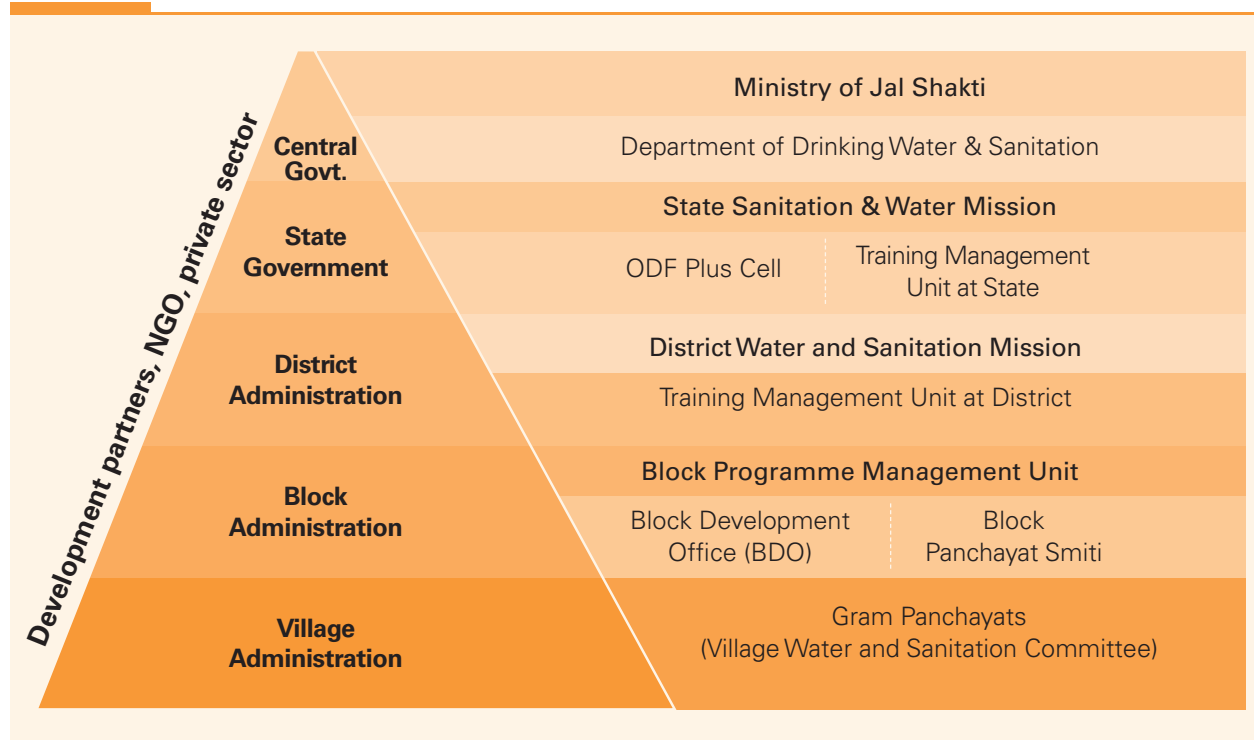 Development partners, NGO, private sector
Central
Govt.
Ministry of Jal Shakti
Department of Drinking Water & Sanitation
State
Government
State Sanitation & Water Mission
ODF Plus Cell
Training Management
Unit at State
District
Administration
District Water and Sanitation Mission
Training Management Unit at District
Block
Administration
Block Programme Management Unit
Block Development
Office (BDO)
Block
Panchayat Smiti
Village
Administration
Gram Panchayats
(Village Water and Sanitation Committee)